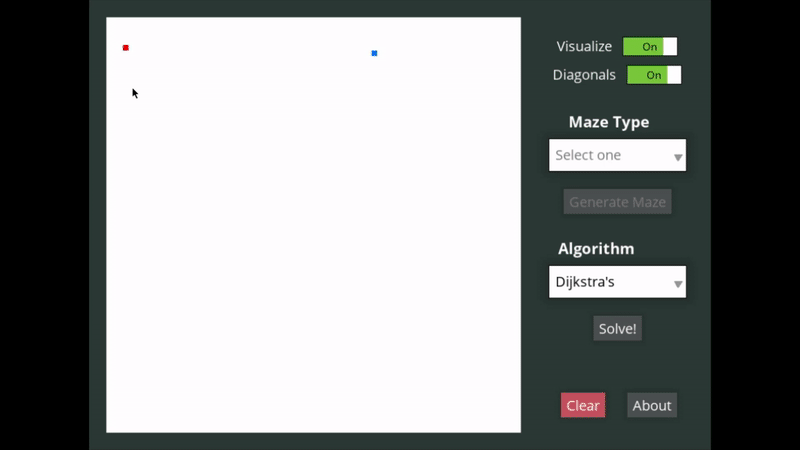 Visualize On
Diagonals On
Maze Type
Select one
Generate Maze
Algorithm
Dijkstra's
Solve!
Clear About